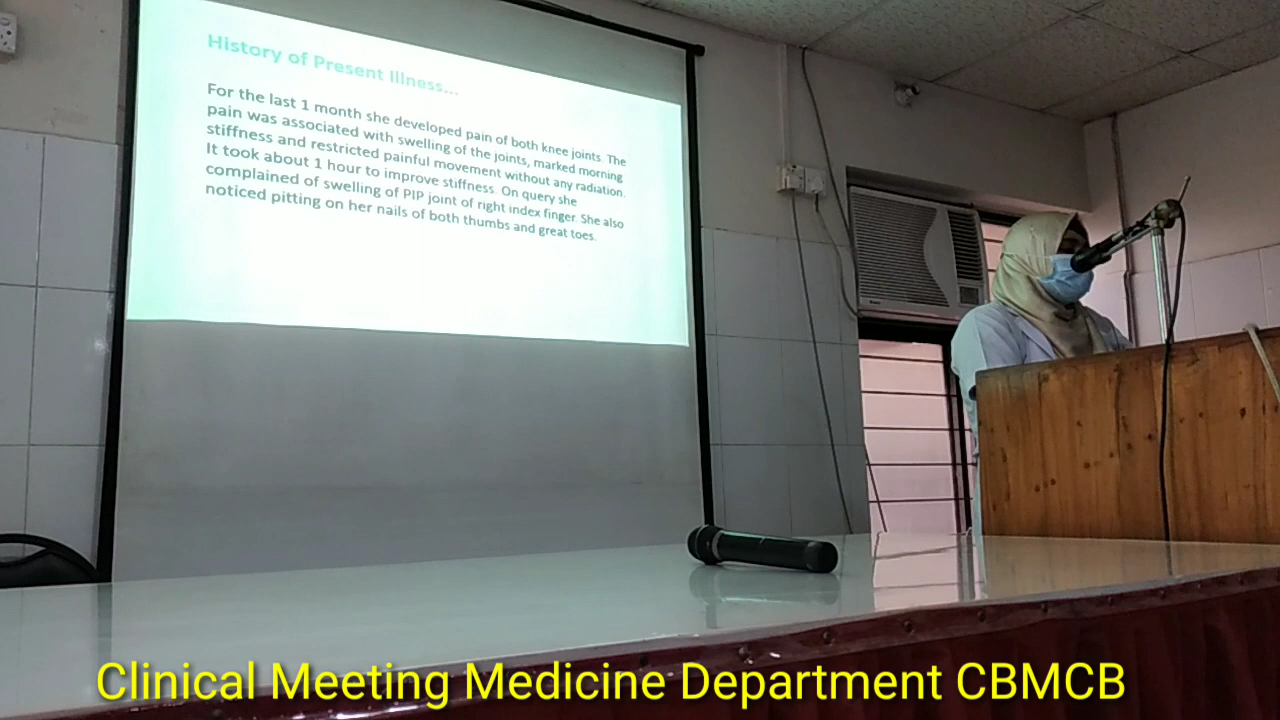 History of Present Illness...
For the last 1 month she developed pain of both knee joints. The
pain was associated with swelling of the joints, marked morning
stiffness and restricted painful movement without any radiation.
It took about 1 hour to improve stiffness. On query she
complained of swelling of PIP joint of right index finger. She also
noticed pitting on her nails of both thumbs and great toes.
Clinical Meeting Medicine Department CBMCB